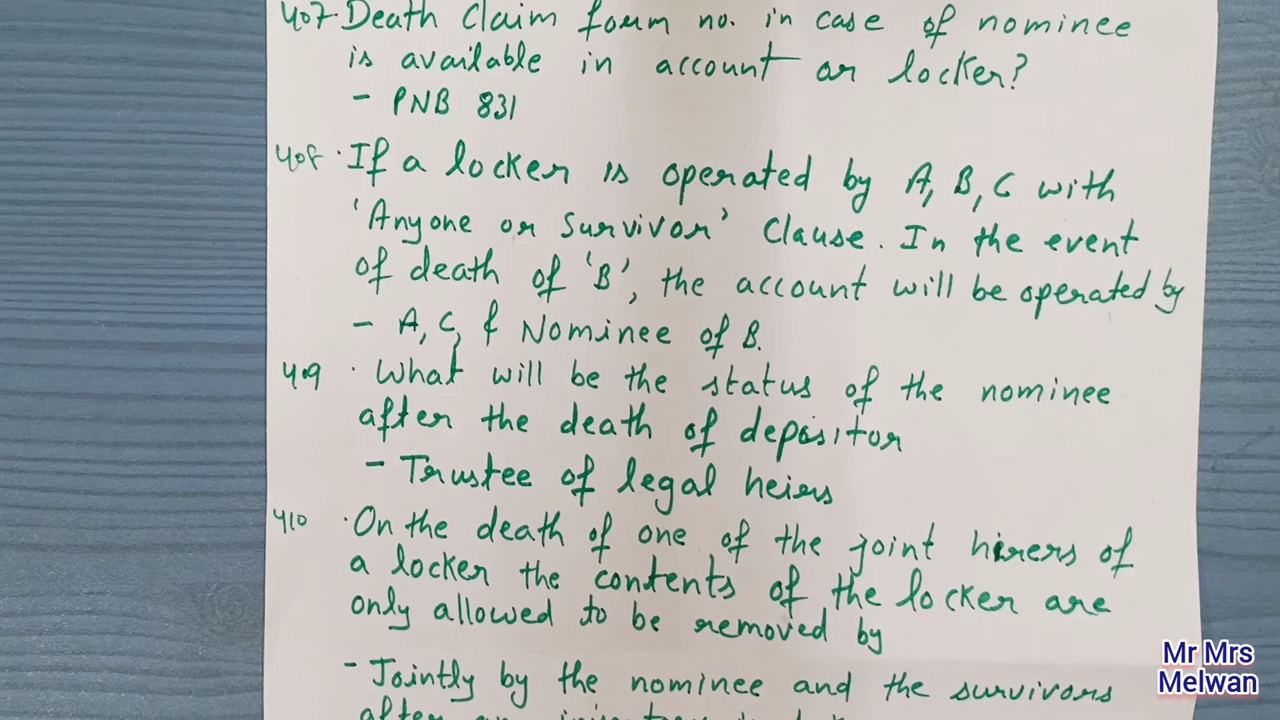 407. Death Claim form no. in case of nominee
is available in account or locker?
- PNB 831
408. If a locker is operated by A, B, C with
'Anyone or Survivor' Clause. In the event
of death of 'B', the account will be operated by
- A, C, & Nominee of B.
409. What will be the status of the nominee
after the death of depositor
- Trustee of legal heirs
410. On the death of one of the joint hirers of
a locker the contents of the locker are
only allowed to be removed by
- Jointly by the nominee and the survivors
after an
Mr Mrs
Melwan